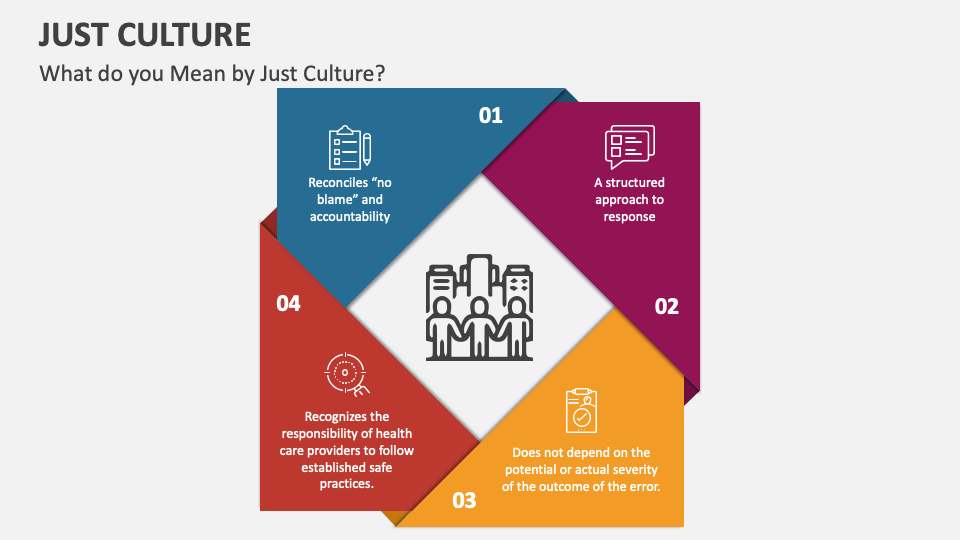 JUST CULTURE
What do you Mean by Just Culture?
01
Reconciles “no
blame” and
accountability
A structured
approach to
response
02
04
Recognizes the
responsibility of health
care providers to follow
established safe
practices.
Does not depend on the
potential or actual severity
of the outcome of the error.
03